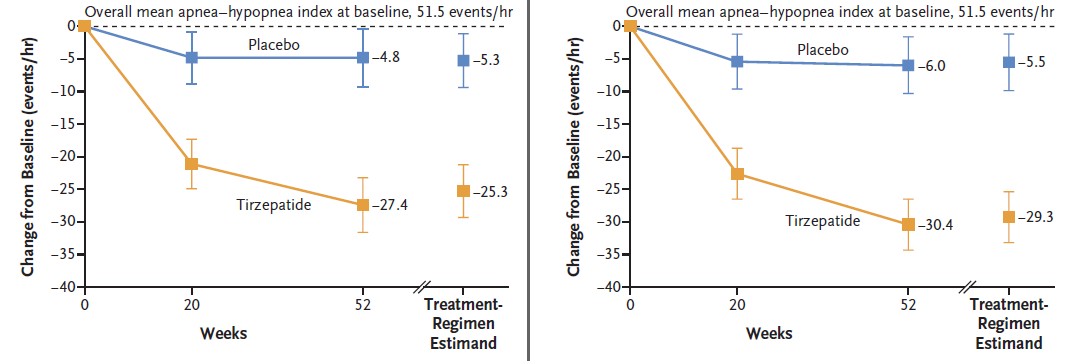 Overall mean apnea–hypopnea index at baseline, 51.5 events/hr
Change from Baseline (events/hr)
0
−5
−10
−15
−20
−25
−30
−35
−40
Placebo
−4.8
−5.3
Tirzepatide
−27.4
−25.3
0
20
52
Treatment-
Regimen
Estimand
Weeks
Overall mean apnea–hypopnea index at baseline, 51.5 events/hr
Change from Baseline (events/hr)
0
−5
−10
−15
−20
−25
−30
−35
−40
Placebo
−6.0
−5.5
Tirzepatide
−30.4
−29.3
0
20
52
Treatment-
Regimen
Estimand
Weeks